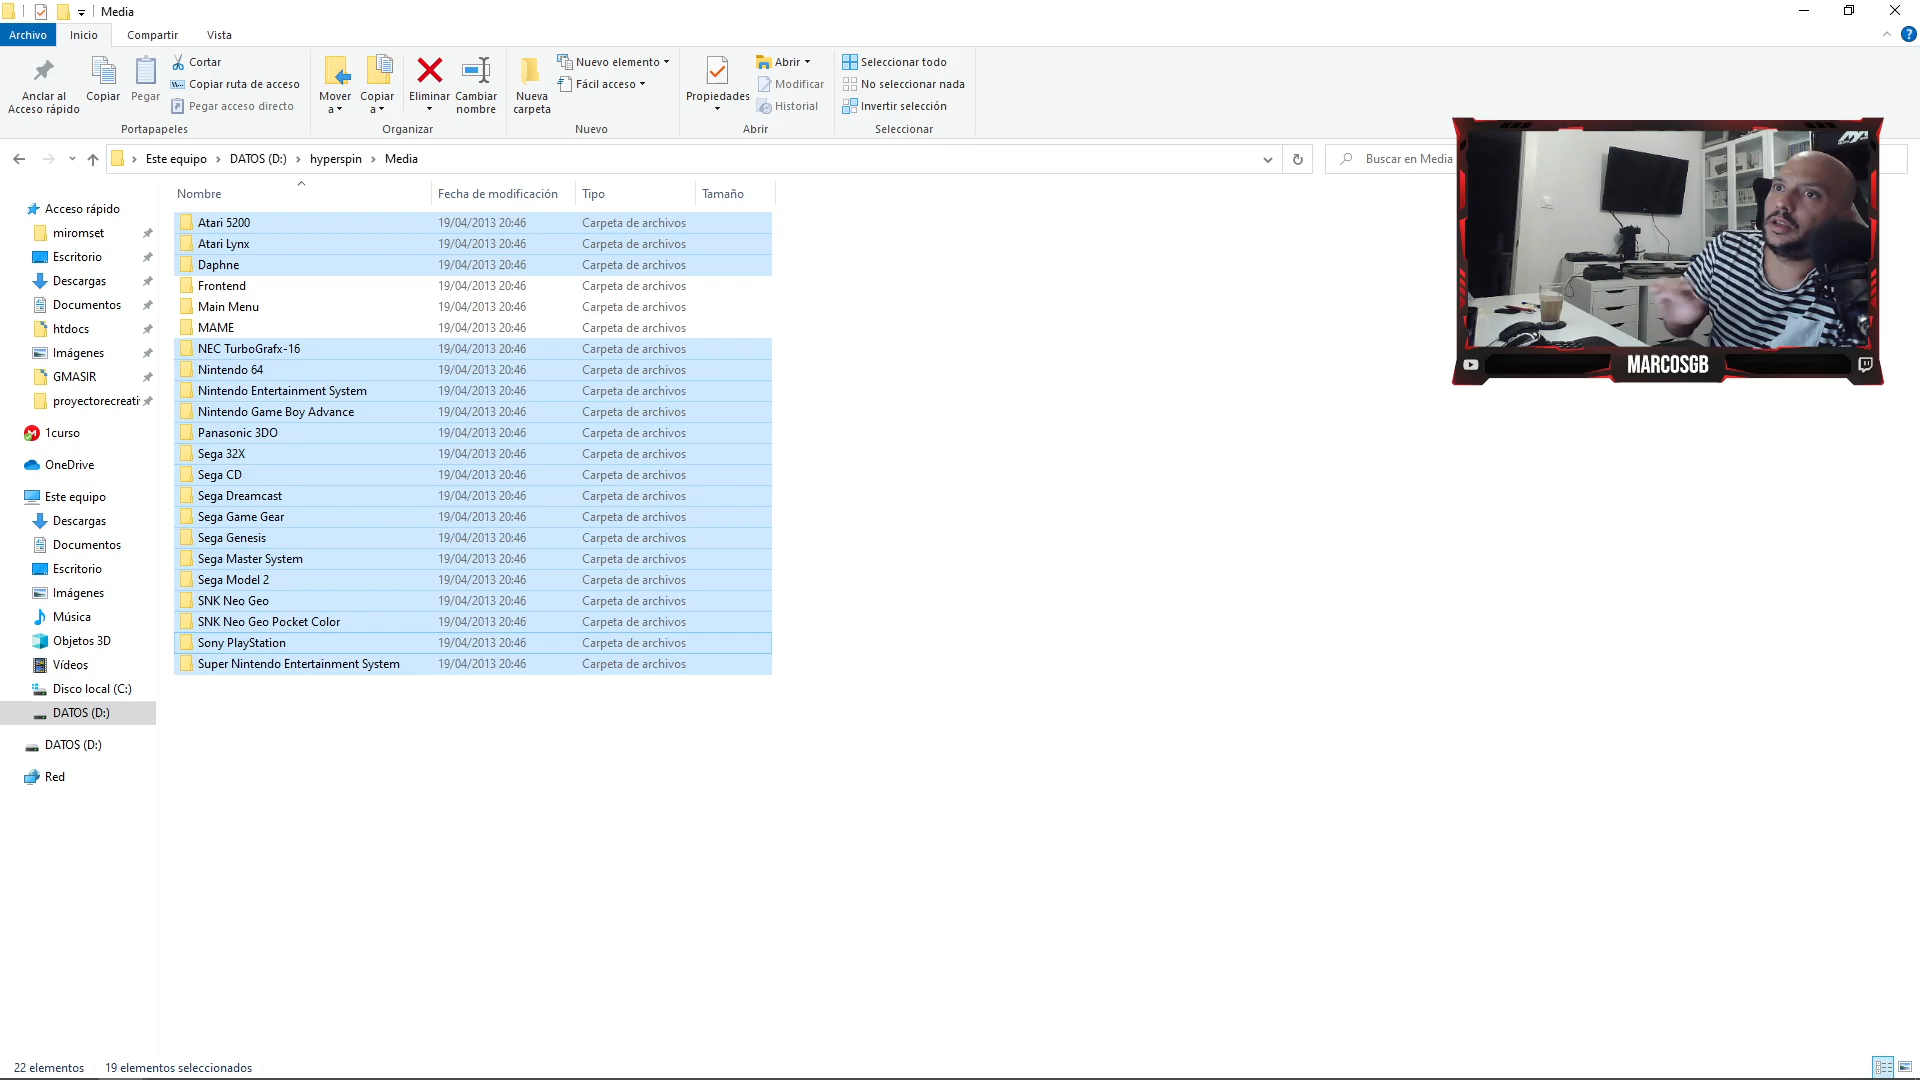 Media
Archivo Inicio Compartir Vista
Anclar al Acceso rápido
Copiar
Pegar
Cortar
Copiar ruta de acceso
Pegar acceso directo
Portapapeles
Mover a
Copiar a
Eliminar
Cambiar nombre
Organizar
Nueva carpeta
Nuevo elemento
Fácil acceso
Nuevo
Propiedades
Abrir
Modificar
Historial
Abrir
Seleccionar todo
No seleccionar nada
Invertir selección
Seleccionar
Este equipo > DATOS (D:) > hyperspin > Media
Buscar en Media
Acceso rápido
miromset
Escritorio
Descargas
Documentos
htdocs
Imágenes
GMASIR
proyectorecreati
1curso
OneDrive
Este equipo
Descargas
Documentos
Escritorio
Imágenes
Música
Objetos 3D
Vídeos
Disco local (C:)
DATOS (D:)
DATOS (D:)
Red
Nombre Fecha de modificación Tipo Tamaño
Atari 5200 19/04/2013 20:46 Carpeta de archivos
Atari Lynx 19/04/2013 20:46 Carpeta de archivos
Daphne 19/04/2013 20:46 Carpeta de archivos
Frontend 19/04/2013 20:46 Carpeta de archivos
Main Menu 19/04/2013 20:46 Carpeta de archivos
MAME 19/04/2013 20:46 Carpeta de archivos
NEC TurboGrafx-16 19/04/2013 20:46 Carpeta de archivos
Nintendo 64 19/04/2013 20:46 Carpeta de archivos
Nintendo Entertainment System 19/04/2013 20:46 Carpeta de archivos
Nintendo Game Boy Advance 19/04/2013 20:46 Carpeta de archivos
Panasonic 3DO 19/04/2013 20:46 Carpeta de archivos
Sega 32X 19/04/2013 20:46 Carpeta de archivos
Sega CD 19/04/2013 20:46 Carpeta de archivos
Sega Dreamcast 19/04/2013 20:46 Carpeta de archivos
Sega Game Gear 19/04/2013 20:46 Carpeta de archivos
Sega Genesis 19/04/2013 20:46 Carpeta de archivos
Sega Master System 19/04/2013 20:46 Carpeta de archivos
Sega Model 2 19/04/2013 20:46 Carpeta de archivos
SNK Neo Geo 19/04/2013 20:46 Carpeta de archivos
SNK Neo Geo Pocket Color 19/04/2013 20:46 Carpeta de archivos
Sony PlayStation 19/04/2013 20:46 Carpeta de archivos
Super Nintendo Entertainment System 19/04/2013 20:46 Carpeta de archivos
MARCOSGB
22 elementos 19 elementos seleccionados